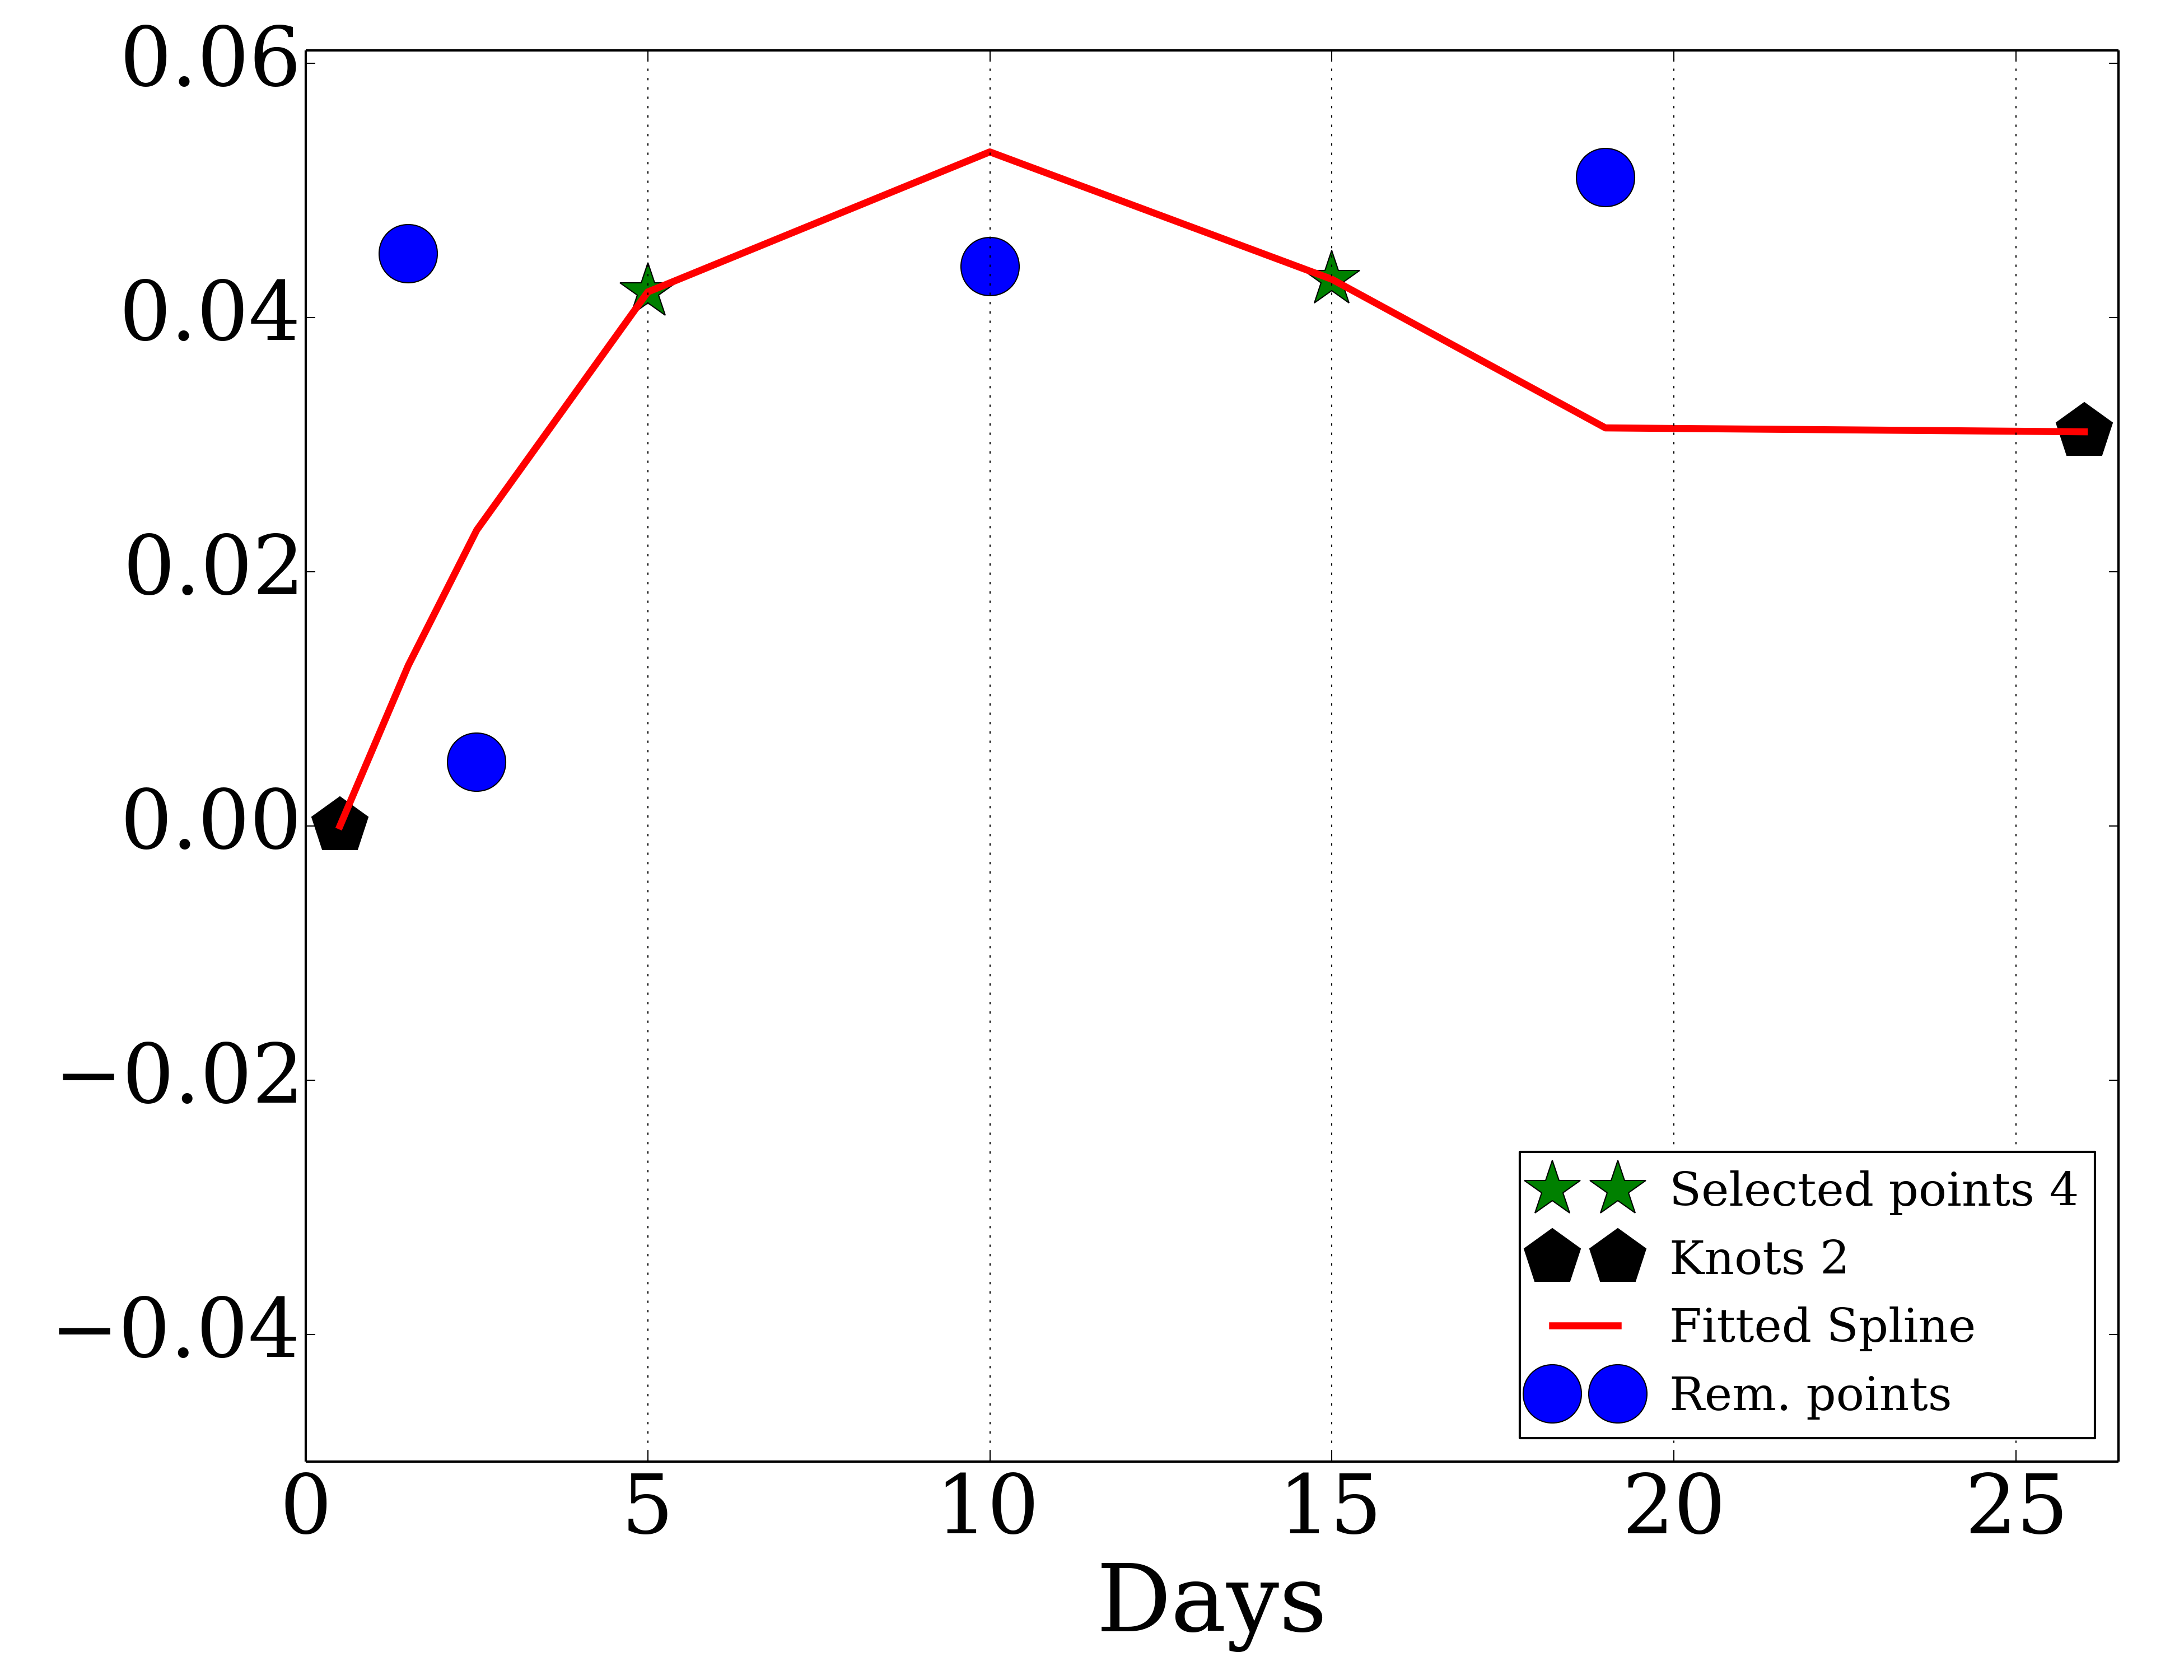 0.06
0.04
0.02
0.00
−0.02
−0.04
Selected points 4
Knots 2
Fitted Spline
Rem. points
0 5 10 15 20 25
Days